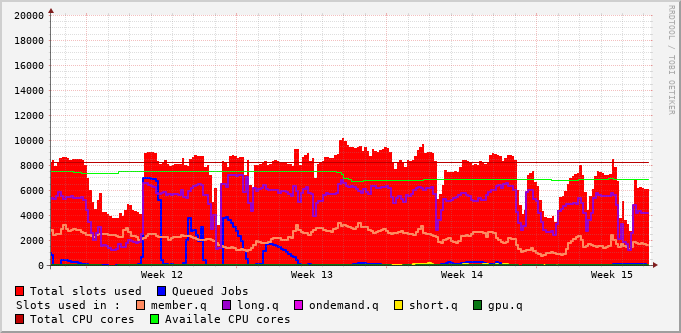 RRDTOOL / TOBI OETIKER
20000
18000
16000
14000
12000
10000
8000
6000
4000
2000
0
Week 12 Week 13 Week 14 Week 15
Total slots used Queued Jobs
Slots used in : member.q long.q ondemand.q short.q gpu.q
Total CPU cores Availale CPU cores